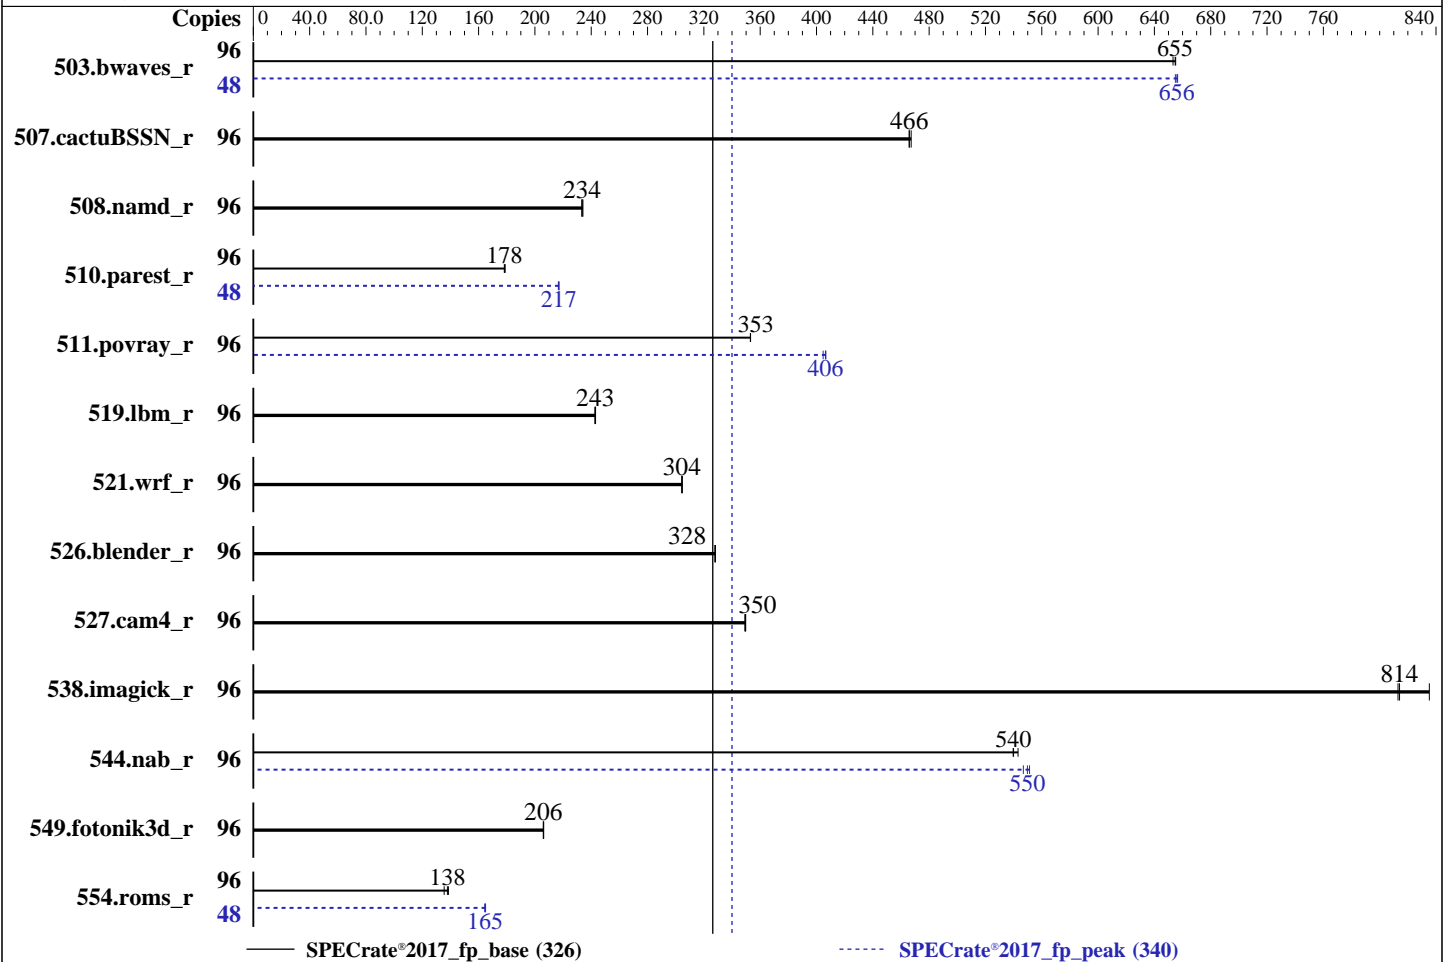 Copies 0 40.0 80.0 120 160 200 240 280 320 360 400 440 480 520 560 600 640 680 720 760 840
503.bwaves_r 96 655
48 656
507.cactuBSSN_r 96 466
508.namd_r 96 234
510.parest_r 96 178
48 217
511.povray_r 96 353
406
519.lbm_r 96 243
521.wrf_r 96 304
526.blender_r 96 328
527.cam4_r 96 350
538.imagick_r 96 814
544.nab_r 96 540
550
549.fotonik3d_r 96 206
554.roms_r 96 138
48 165
SPECrate®2017_fp_base (326) SPECrate®2017_fp_peak (340)